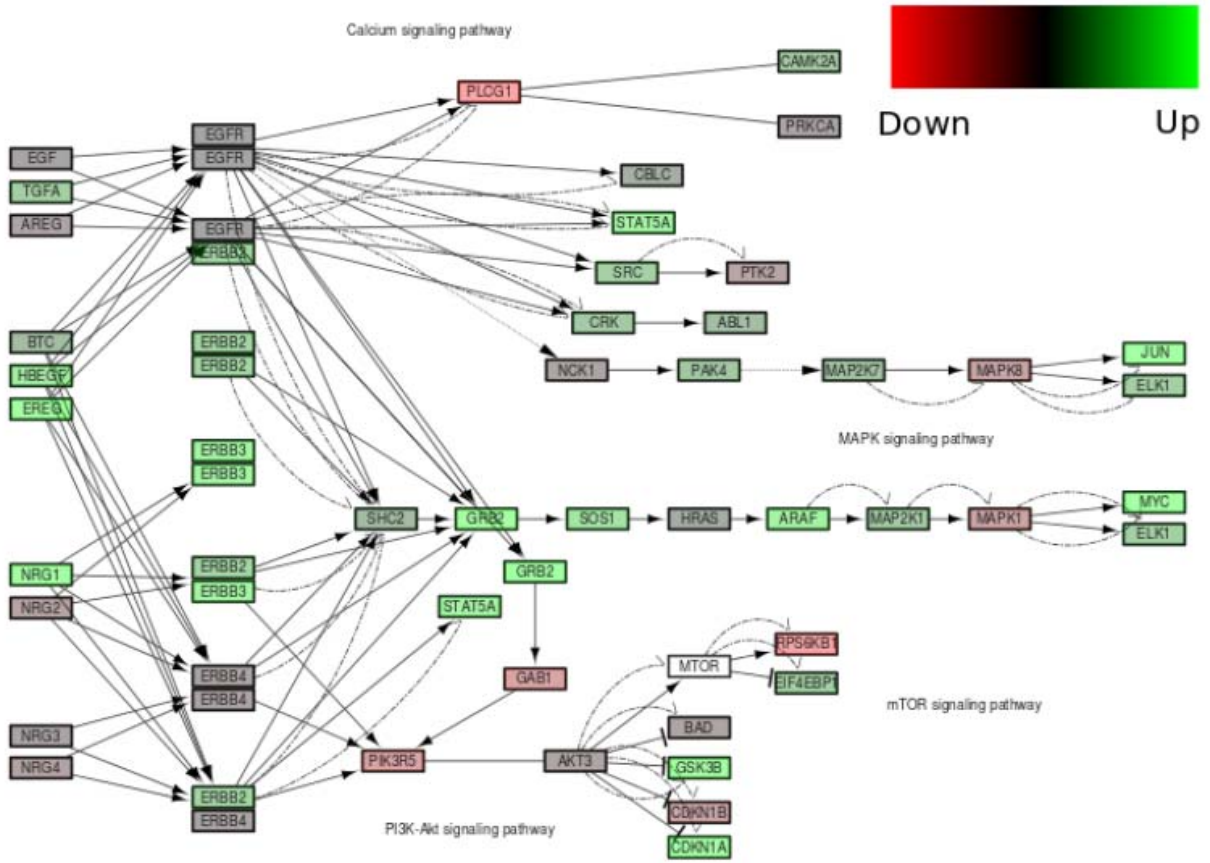 Calcium signaling pathway
CAMK2A
PLCG1
Down
Up
PRKCA
EGFR
EGF
EGFR
CBLC
TGFA
AREG
EGFR
STAT5A
ERBB2
SRC
PTK2
CRK
ABL1
BTC
ERBB2
JUN
HBEGF
ERBB2
NCK1
PAK4
MAP2K7
MAPK8
ELK1
EREG
MAPK signaling pathway
ERBB3
ERBB3
MYC
SHC2
GRB2
SOS1
HRAS
ARAF
MAP2K1
MAPK1
ELK1
NRG1
ERBB2
GRB2
ERBB3
NRG2
STAT5A
RPS6KB1
ERBB4
GAB1
MTOR
EIF4EBP1
ERBB4
mTOR signaling pathway
NRG3
BAD
NRG4
PIK3R5
AKT3
GSK3B
ERBB2
CDKN1B
ERBB4
PI3K-Akt signaling pathway
CDKN1A